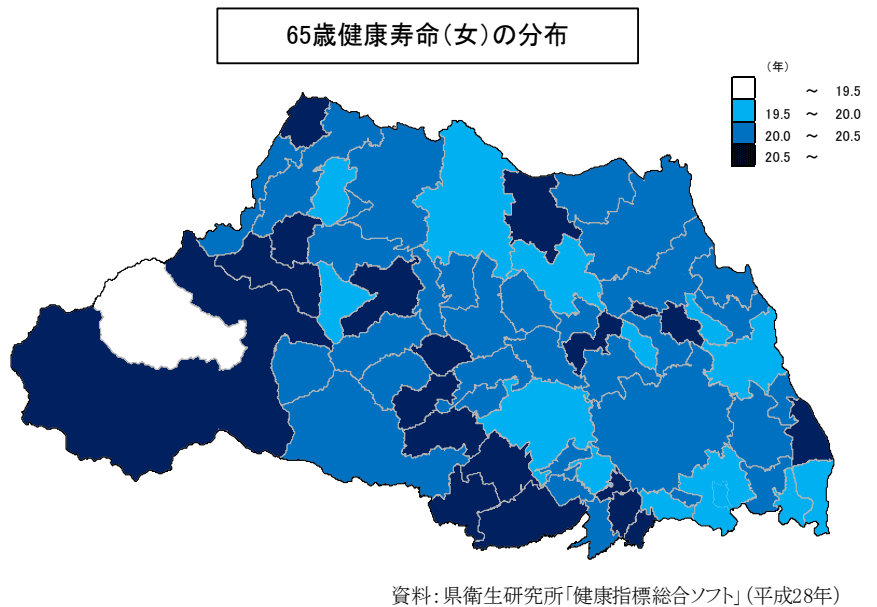 65歳健康寿命(女)の分布
(年)
～ 19.5
19.5 ～ 20.0
20.0 ～ 20.5
20.5 ～
資料:県衛生研究所「健康指標総合ソフト」(平成28年)